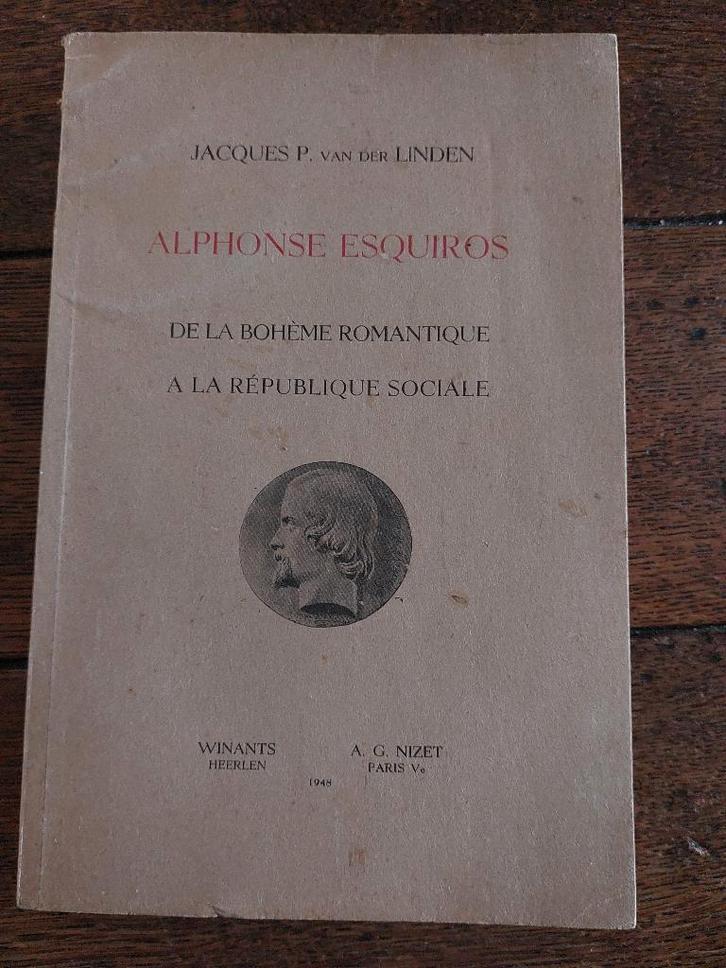 JACQUES P. VAN DER LINDEN
ALPHONSE ESQUIROS
DE LA BOHÈME ROMANTIQUE
A LA RÉPUBLIQUE SOCIALE
WINANTS
HEERLEN
A. G. NIZET
PARIS Ve
1948